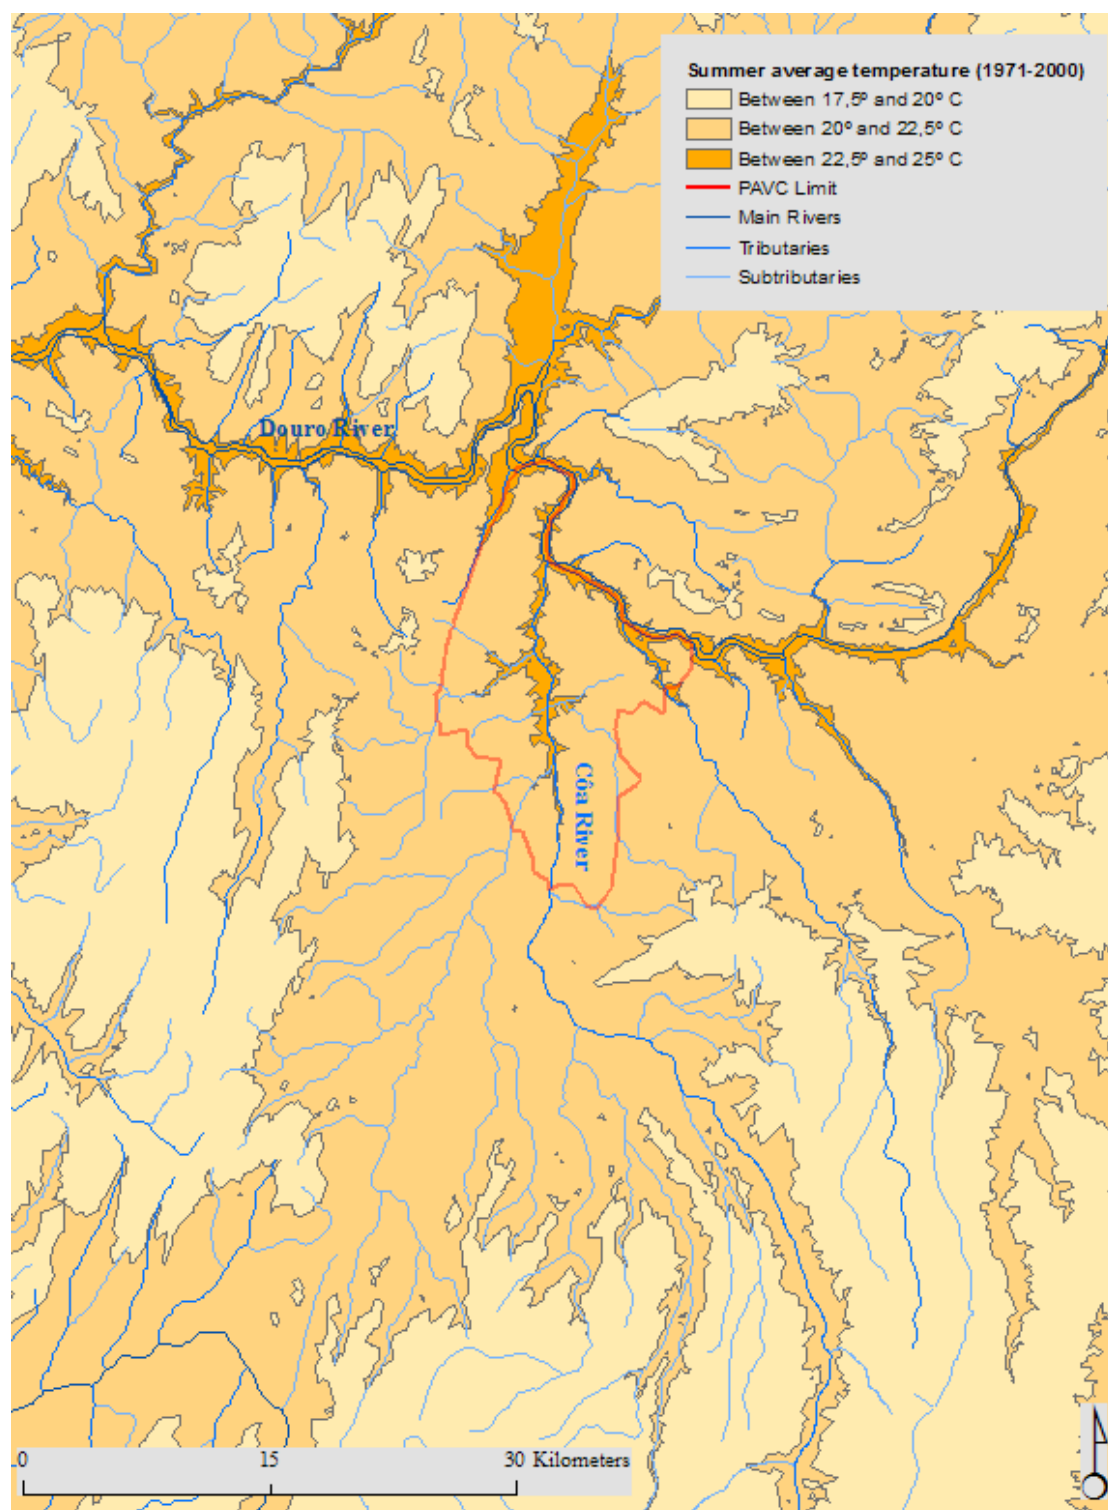 Summer average temperature (1971-2000)
Between 17,5º and 20º C
Between 20º and 22,5º C
Between 22,5º and 25º C
PAVC Limit
Main Rivers
Tributaries
Subtributaries
Douro River
Côa River
0 15 30 Kilometers